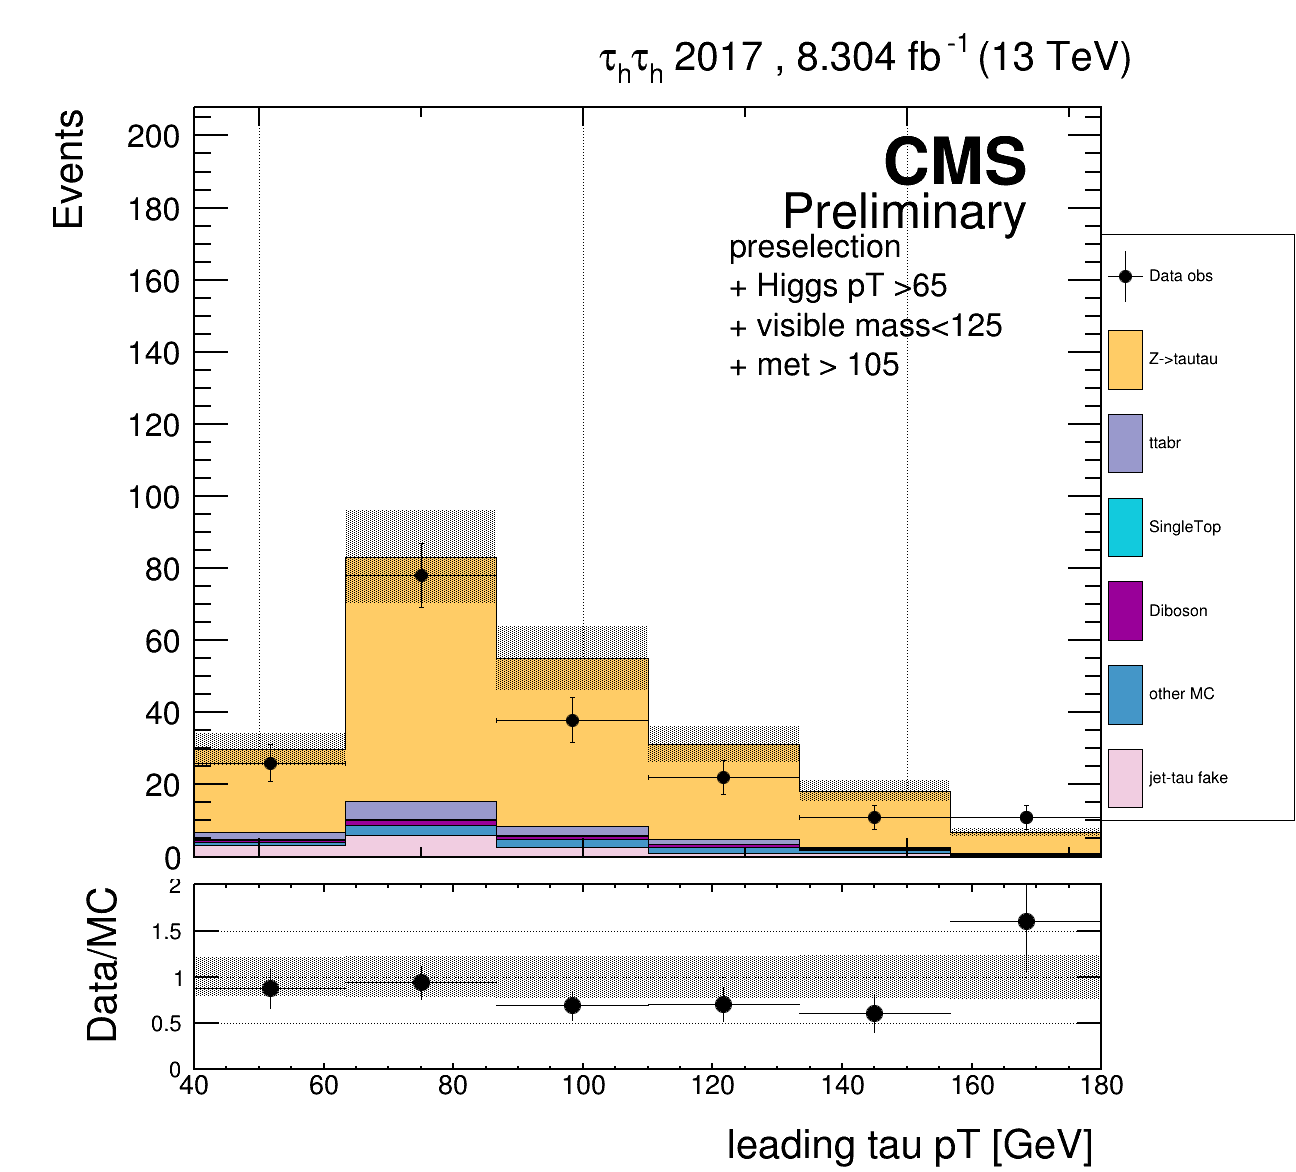 τhτh 2017 , 8.304 fb-1 (13 TeV)
Events
200
180
160
140
120
100
80
60
40
20
0
CMS
Preliminary
preselection
+ Higgs pT >65
+ visible mass<125
+ met > 105
Data obs
Z->tautau
ttabr
SingleTop
Diboson
other MC
jet-tau fake
Data/MC
2
1.5
1
0.5
0
40 60 80 100 120 140 160 180
leading tau pT [GeV]